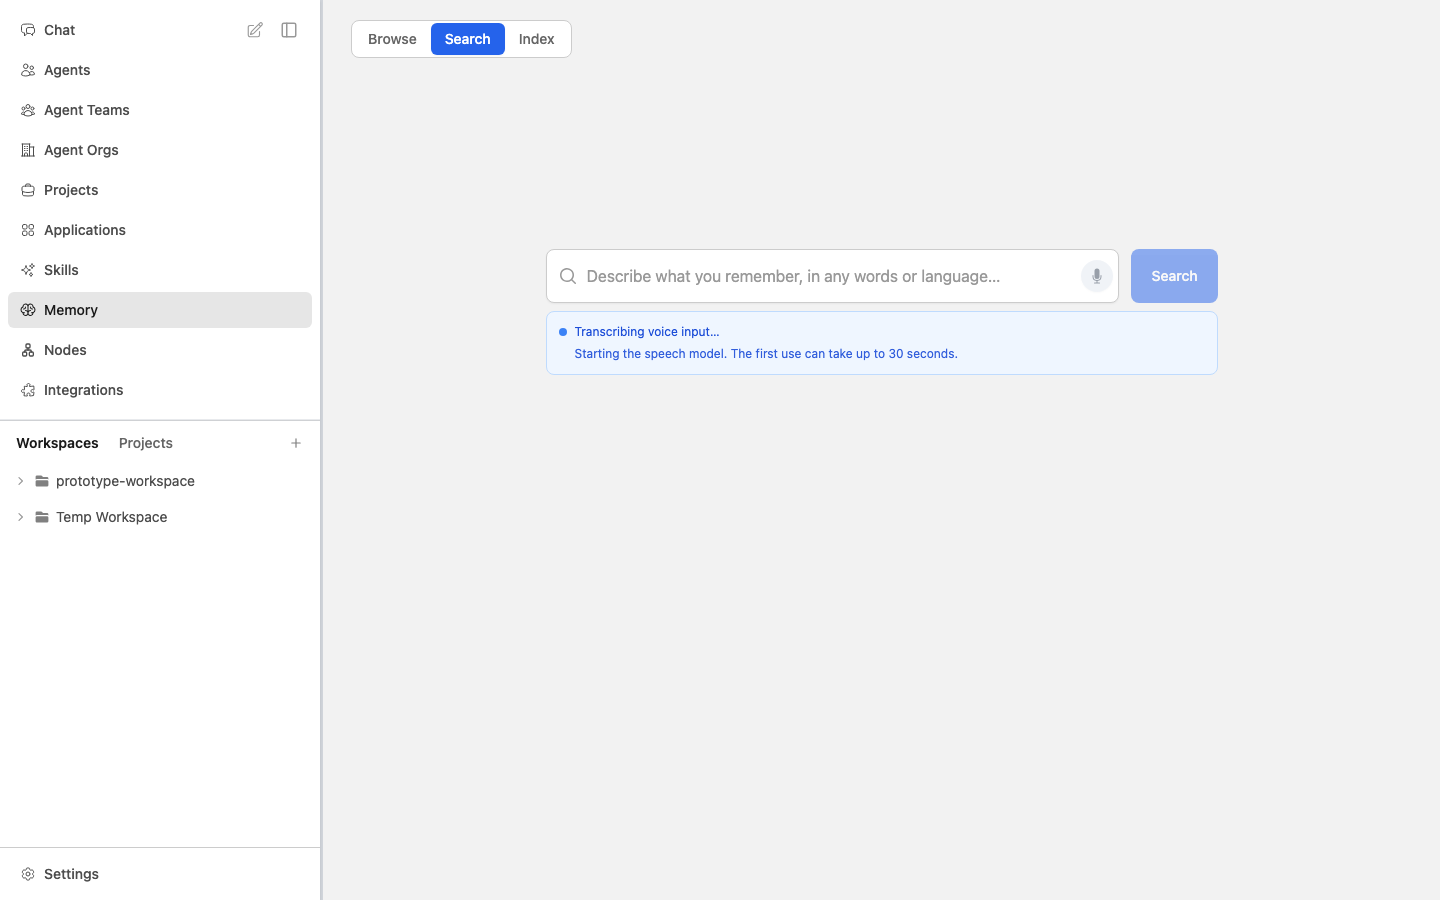 Chat
Agents
Agent Teams
Agent Orgs
Projects
Applications
Skills
Memory
Nodes
Integrations
Workspaces Projects
prototype-workspace
Temp Workspace
Settings
Browse Search Index
Describe what you remember, in any words or language...
Search
Transcribing voice input...
Starting the speech model. The first use can take up to 30 seconds.